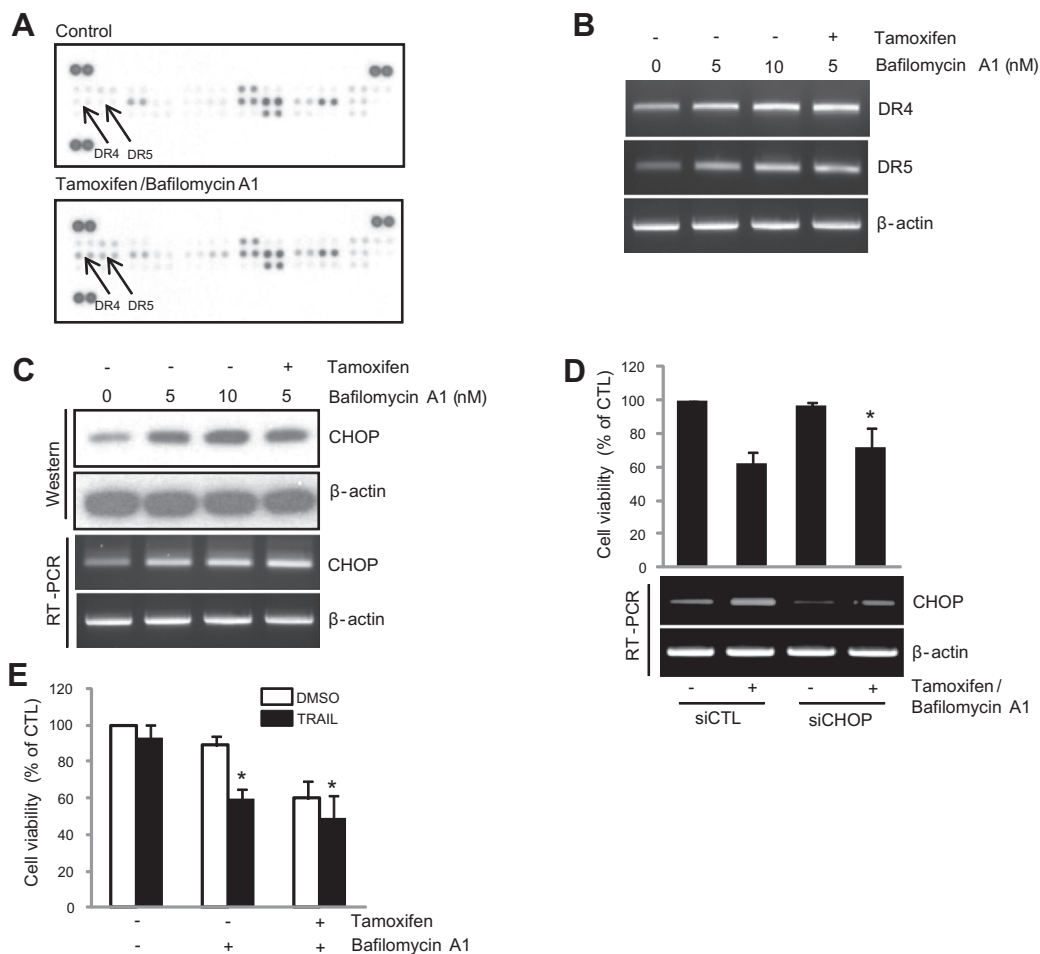 A
Control
DR4 DR5
Tamoxifen/Bafilomycin A1
DR4 DR5
B
- - - + Tamoxifen
0 5 10 5 Bafilomycin A1 (nM)
DR4
DR5
β-actin
C
- - - + Tamoxifen
0 5 10 5 Bafilomycin A1 (nM)
Western
CHOP
β-actin
RT-PCR
CHOP
β-actin
D
Cell viability (% of CTL)
120
100
80
60
40
20
0
*
RT-PCR
CHOP
β-actin
- + - + Tamoxifen/
Bafilomycin A1
siCTL siCHOP
E
Cell viability (% of CTL)
120
100
80
60
40
20
0
DMSO
TRAIL
* *
- - + Tamoxifen
- + + Bafilomycin A1